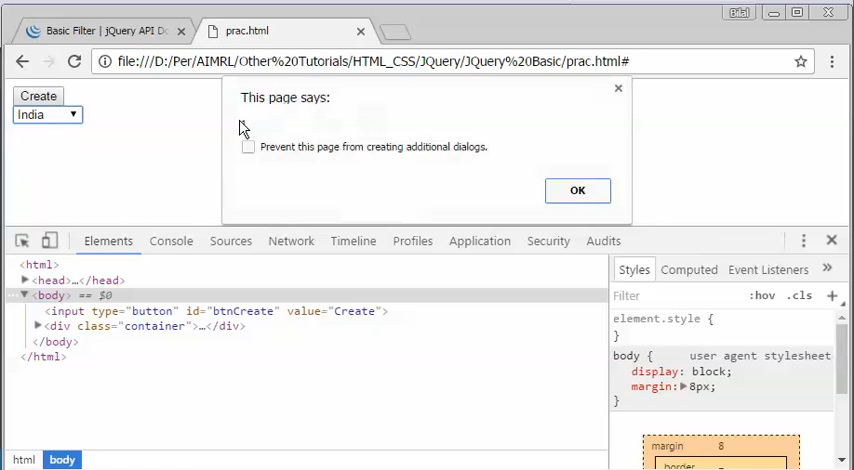 Basic Filter | jQuery API Do
prac.html
file:///D:/Per/AIMRL/Other%20Tutorials/HTML_CSS/JQuery/JQuery%20Basic/prac.html#
Create
India
This page says:
Prevent this page from creating additional dialogs.
OK
Elements Console Sources Network Timeline Profiles Application Security Audits
<html>
<head>…</head>
<body> == $0
<input type="button" id="btnCreate" value="Create">
<div class="container">…</div>
</body>
</html>
html body
Styles Computed Event Listeners »
Filter :hov .cls +
element.style {
}
body { user agent stylesheet
display: block;
margin: 8px;
}
margin 8
border –